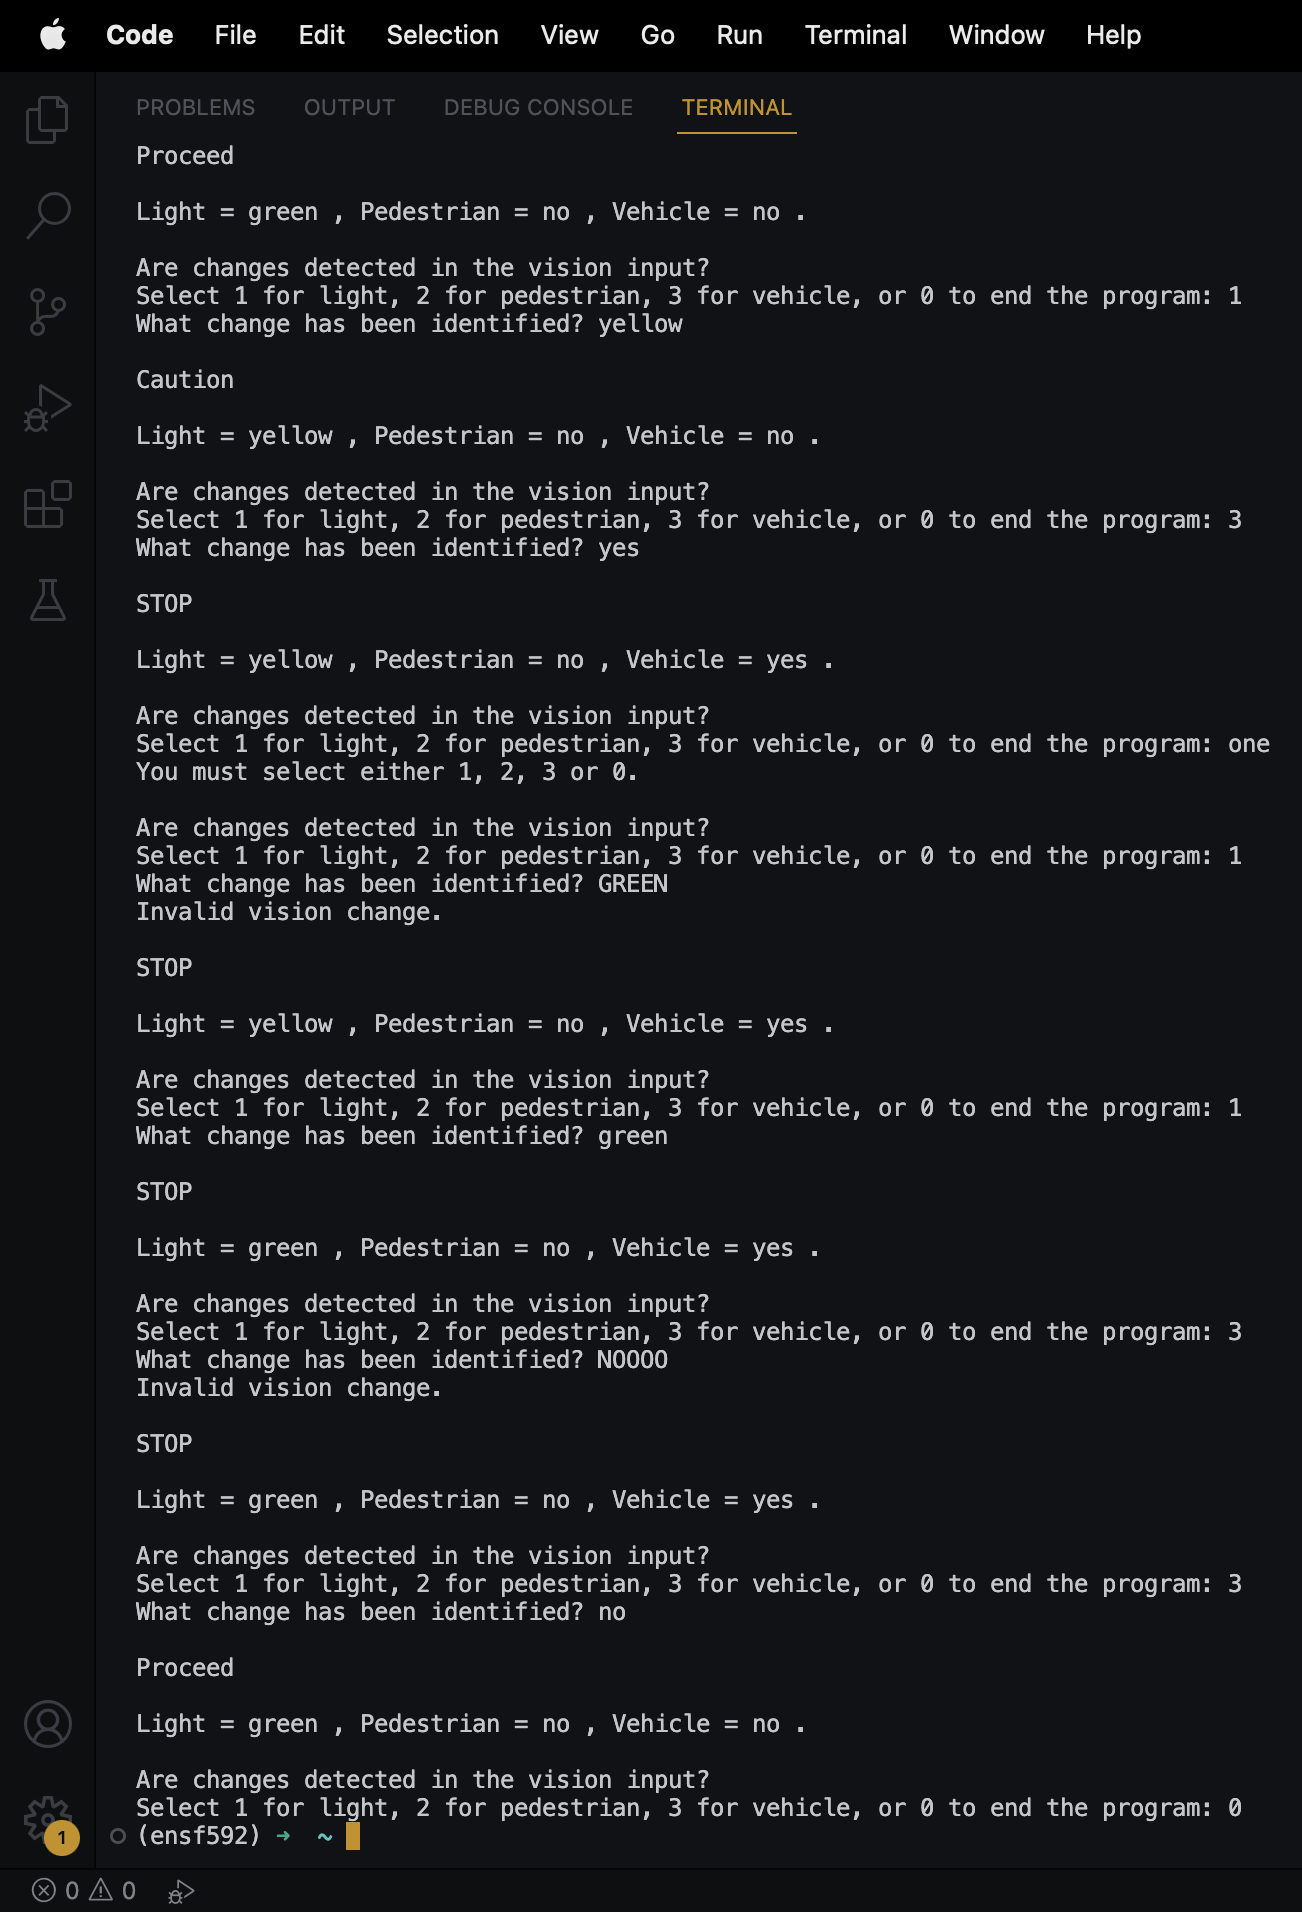 Code File Edit Selection View Go Run Terminal Window Help
PROBLEMS OUTPUT DEBUG CONSOLE TERMINAL
Proceed
Light = green , Pedestrian = no , Vehicle = no .
Are changes detected in the vision input?
Select 1 for light, 2 for pedestrian, 3 for vehicle, or 0 to end the program: 1
What change has been identified? yellow
Caution
Light = yellow , Pedestrian = no , Vehicle = no .
Are changes detected in the vision input?
Select 1 for light, 2 for pedestrian, 3 for vehicle, or 0 to end the program: 3
What change has been identified? yes
STOP
Light = yellow , Pedestrian = no , Vehicle = yes .
Are changes detected in the vision input?
Select 1 for light, 2 for pedestrian, 3 for vehicle, or 0 to end the program: one
You must select either 1, 2, 3 or 0.
Are changes detected in the vision input?
Select 1 for light, 2 for pedestrian, 3 for vehicle, or 0 to end the program: 1
What change has been identified? GREEN
Invalid vision change.
STOP
Light = yellow , Pedestrian = no , Vehicle = yes .
Are changes detected in the vision input?
Select 1 for light, 2 for pedestrian, 3 for vehicle, or 0 to end the program: 1
What change has been identified? green
STOP
Light = green , Pedestrian = no , Vehicle = yes .
Are changes detected in the vision input?
Select 1 for light, 2 for pedestrian, 3 for vehicle, or 0 to end the program: 3
What change has been identified? NOOOO
Invalid vision change.
STOP
Light = green , Pedestrian = no , Vehicle = yes .
Are changes detected in the vision input?
Select 1 for light, 2 for pedestrian, 3 for vehicle, or 0 to end the program: 3
What change has been identified? no
Proceed
Light = green , Pedestrian = no , Vehicle = no .
Are changes detected in the vision input?
Select 1 for light, 2 for pedestrian, 3 for vehicle, or 0 to end the program: 0
(ensf592) ➜ ~
1
0 0